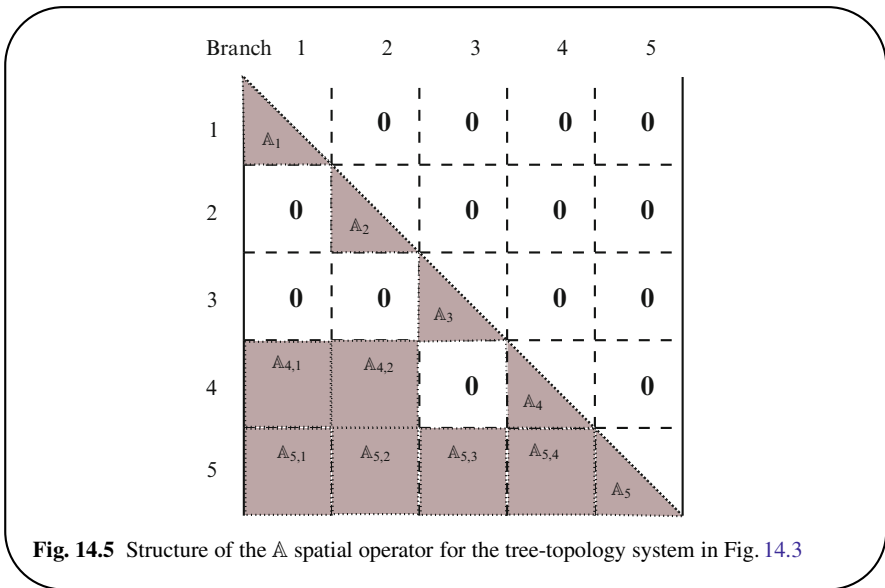 Branch 1 2 3 4 5
1 𝔸₁ 0 0 0 0
2 0 𝔸₂ 0 0 0
3 0 0 𝔸₃ 0 0
4 𝔸₄,₁ 𝔸₄,₂ 0 𝔸₄ 0
5 𝔸₅,₁ 𝔸₅,₂ 𝔸₅,₃ 𝔸₅,₄ 𝔸₅
Fig. 14.5 Structure of the 𝔸 spatial operator for the tree-topology system in Fig. 14.3